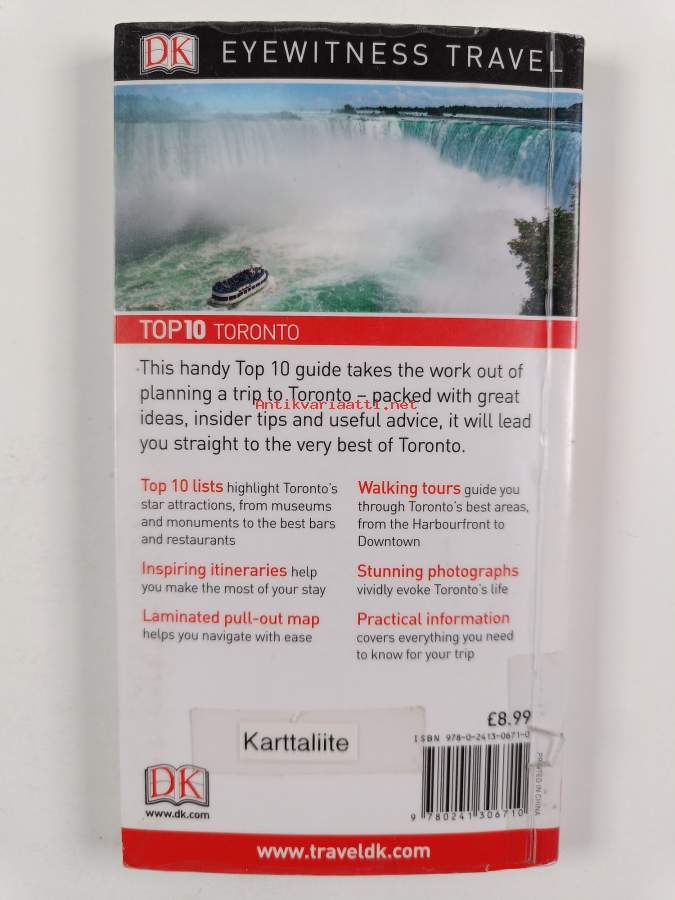 DK EYEWITNESS TRAVEL
TOP10 TORONTO
This handy Top 10 guide takes the work out of
planning a trip to Toronto – packed with great
Antikvariaatti.net
ideas, insider tips and useful advice, it will lead
you straight to the very best of Toronto.
Top 10 lists highlight Toronto's
star attractions, from museums
and monuments to the best bars
and restaurants
Inspiring itineraries help
you make the most of your stay
Laminated pull-out map
helps you navigate with ease
Walking tours guide you
through Toronto's best areas,
from the Harbourfront to
Downtown
Stunning photographs
vividly evoke Toronto's life
Practical information
covers everything you need
to know for your trip
£8.99
ISBN 978-0-2413-0671-0
Karttaliite
9 780241 306710
PRINTED IN CHINA
DK
www.dk.com
www.traveldk.com